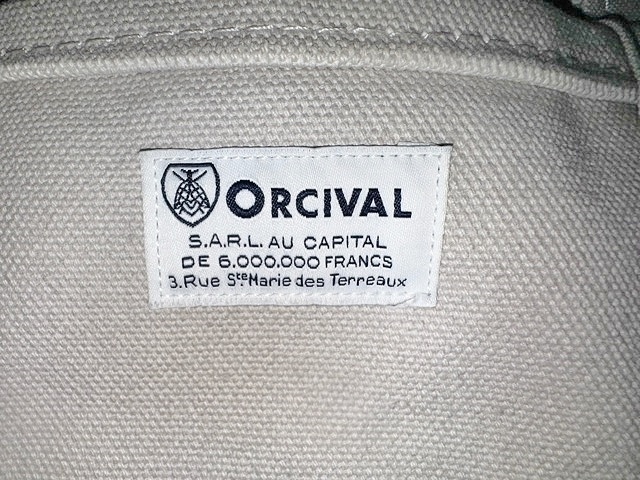 ORCIVAL
S.A.R.L. AU CAPITAL
DE 6.000.000 FRANCS
3.Rue Ste Marie des Terreaux